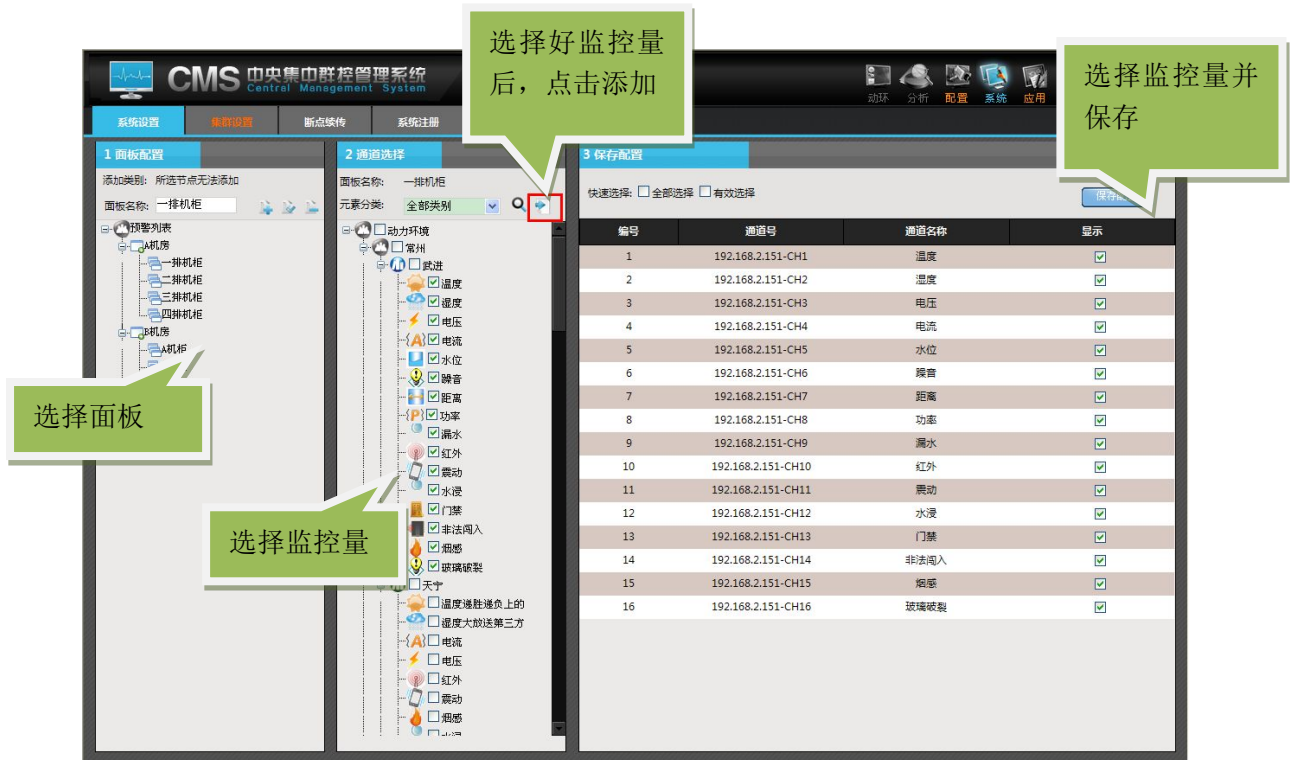 选择好监控量
后，点击添加
选择监控量并
保存
CMS 中央集中群控管理系统
Central Management System
动环 分析 配置 系统 应用
系统设置 集群设置 断点续传 系统注册
1 面板配置
添加类别: 所选节点无法添加
面板名称: 一排机柜
预警列表
A机房
一排机柜
二排机柜
三排机柜
四排机柜
B机房
A机柜
选择面板
2 通道选择
面板名称: 一排机柜
元素分类: 全部类别
动力环境
常州
武进
温度
湿度
电压
电流
水位
躁音
距离
功率
漏水
红外
震动
水浸
门禁
非法闯入
烟感
玻璃破裂
天宁
温度递胜递负上的
湿度大放送第三方
电流
电压
红外
震动
烟感
选择监控量
3 保存配置
快速选择: 全部选择 有效选择
编号 通道号 通道名称 显示
1 192.168.2.151-CH1 温度
2 192.168.2.151-CH2 湿度
3 192.168.2.151-CH3 电压
4 192.168.2.151-CH4 电流
5 192.168.2.151-CH5 水位
6 192.168.2.151-CH6 躁音
7 192.168.2.151-CH7 距离
8 192.168.2.151-CH8 功率
9 192.168.2.151-CH9 漏水
10 192.168.2.151-CH10 红外
11 192.168.2.151-CH11 震动
12 192.168.2.151-CH12 水浸
13 192.168.2.151-CH13 门禁
14 192.168.2.151-CH14 非法闯入
15 192.168.2.151-CH15 烟感
16 192.168.2.151-CH16 玻璃破裂